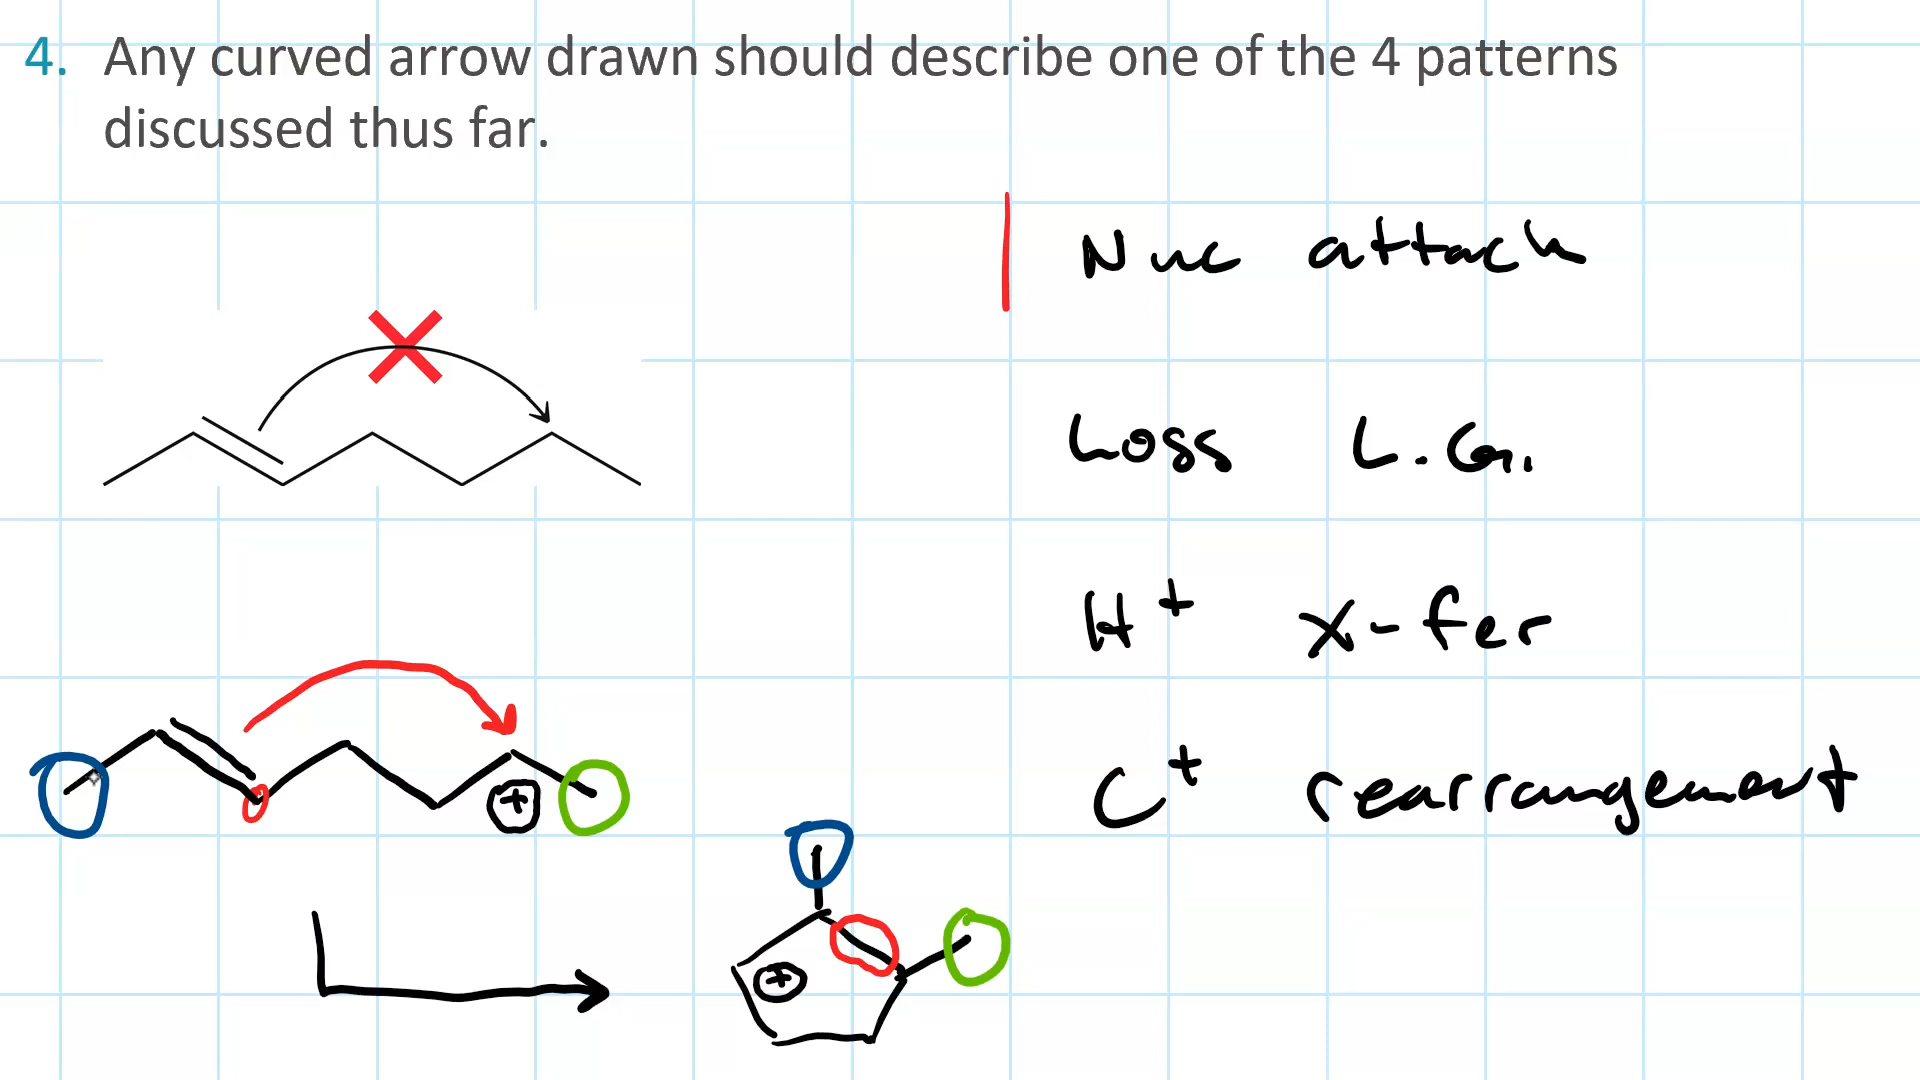 4. Any curved arrow drawn should describe one of the 4 patterns
discussed thus far.
Nuc attack
Loss L.G.
H+ x-fer
C+ rearrangement
+
+